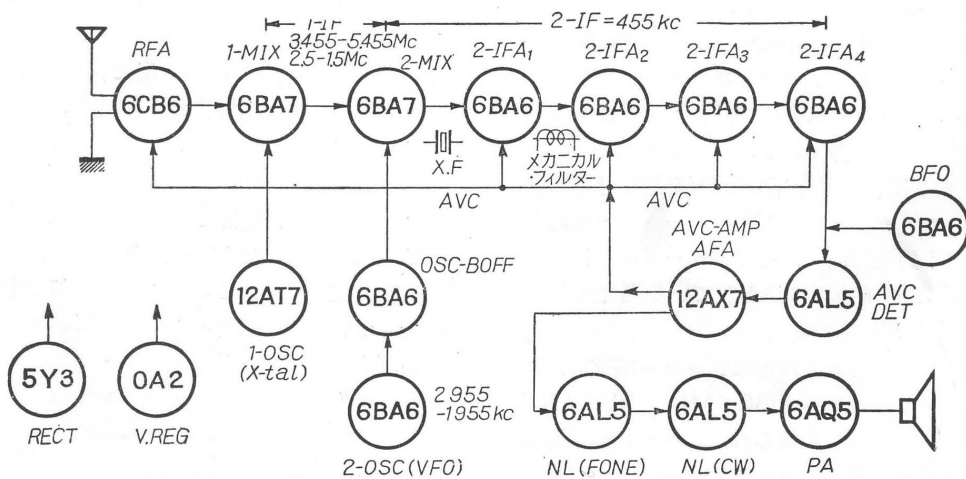 1-IF
3,455-5,455Mc
2,5-1,5Mc
2-IF=455kc
RFA
1-MIX
2-MIX
2-IFA1
2-IFA2
2-IFA3
2-IFA4
6CB6
6BA7
6BA7
6BA6
6BA6
6BA6
6BA6
X.F
メカニカル
・フィルター
AVC
AVC
BFO
6BA6
OSC-BOFF
AVC-AMP
AFA
12AT7
6BA6
12AX7
6AL5
AVC
DET
1-OSC
(X-tal)
5Y3
0A2
6BA6
2955
-1955kc
6AL5
6AL5
6AQ5
RECT
V.REG
2-OSC(VFO)
NL(FONE)
NL(CW)
PA